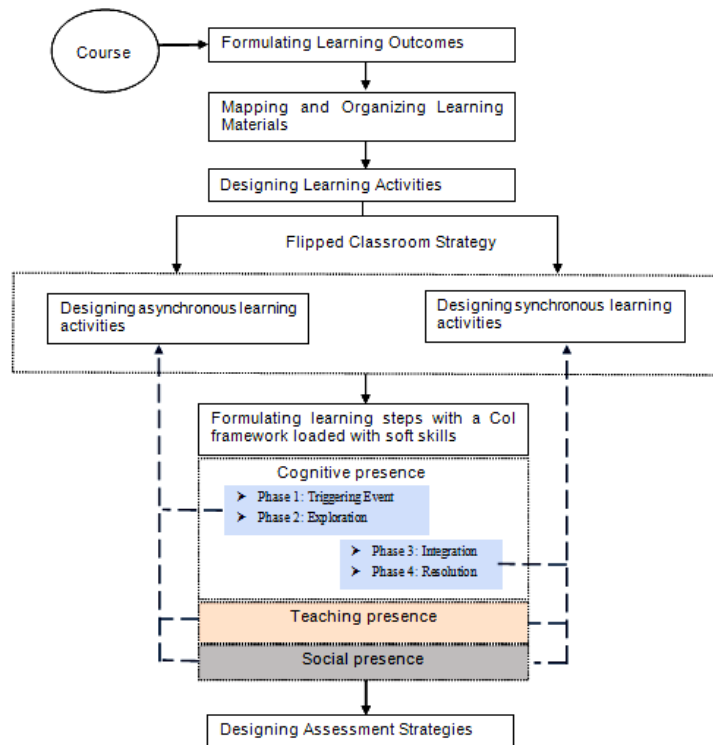 Course
Formulating Learning Outcomes
Mapping and Organizing Learning
Materials
Designing Learning Activities
Flipped Classroom Strategy
Designing asynchronous learning
activities
Designing synchronous learning
activities
Formulating learning steps with a CoI
framework loaded with soft skills
Cognitive presence
➤ Phase 1: Triggering Event
➤ Phase 2: Exploration
➤ Phase 3: Integration
➤ Phase 4: Resolution
Teaching presence
Social presence
Designing Assessment Strategies